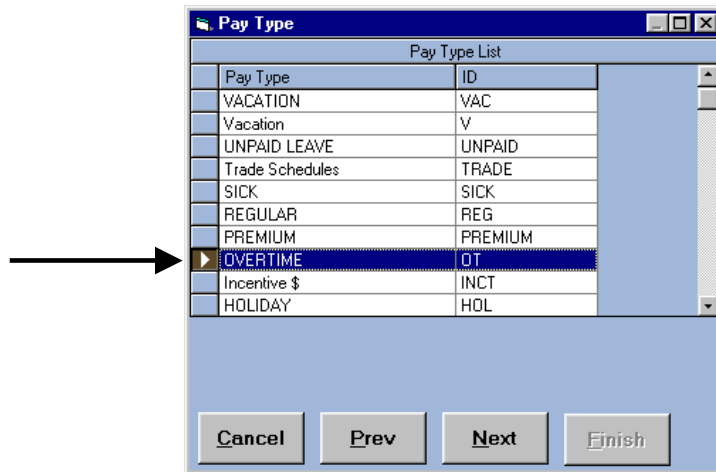 Pay Type
Pay Type List
Pay Type ID
VACATION VAC
Vacation V
UNPAID LEAVE UNPAID
Trade Schedules TRADE
SICK SICK
REGULAR REG
PREMIUM PREMIUM
OVERTIME OT
Incentive $ INCT
HOLIDAY HOL
Cancel Prev Next Finish